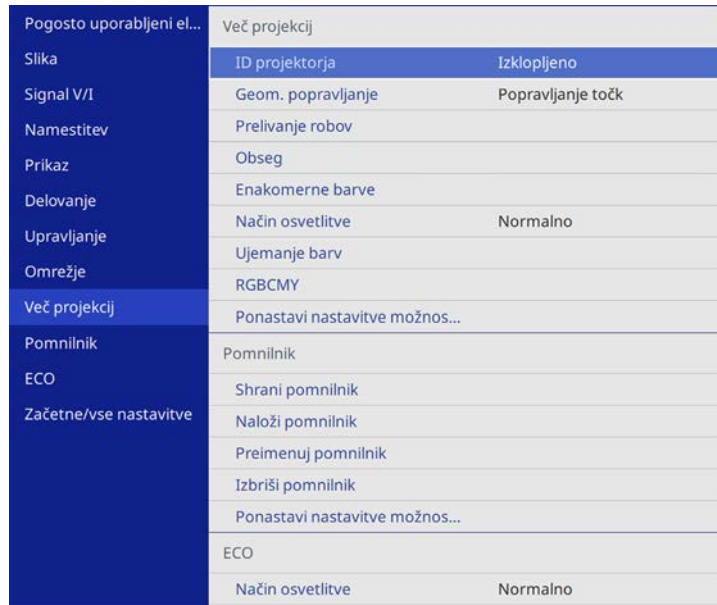 Pogosto uporabljeni el...
Slika
Signal V/I
Namestitev
Prikaz
Delovanje
Upravljanje
Omrežje
Več projekcij
Pomnilnik
ECO
Začetne/vse nastavitve
Več projekcij
ID projektorja Izklopljeno
Geom. popravljanje Popravljanje točk
Prelivanje robov
Obseg
Enakomerne barve
Način osvetlitve Normalno
Ujemanje barv
RGBCMY
Ponastavi nastavitve možnos...
Pomnilnik
Shrani pomnilnik
Naloži pomnilnik
Preimenuj pomnilnik
Izbriši pomnilnik
Ponastavi nastavitve možnos...
ECO
Način osvetlitve Normalno